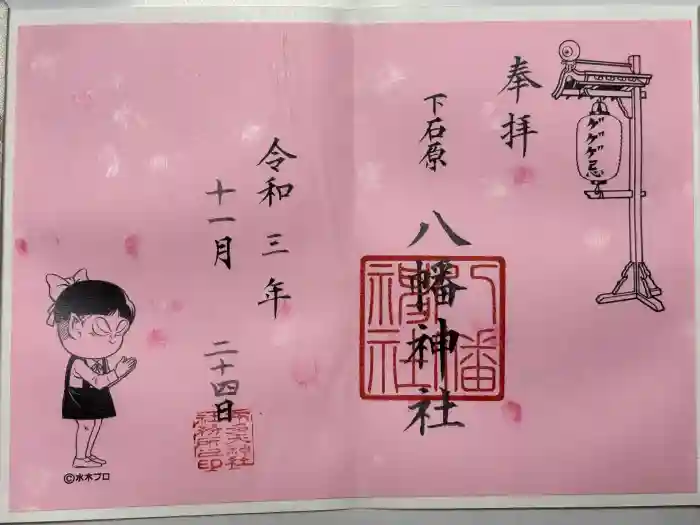 奉拝
ゲゲゲ忌
下石原
八幡神社
令和三年
十一月二十四日
©水木プロ